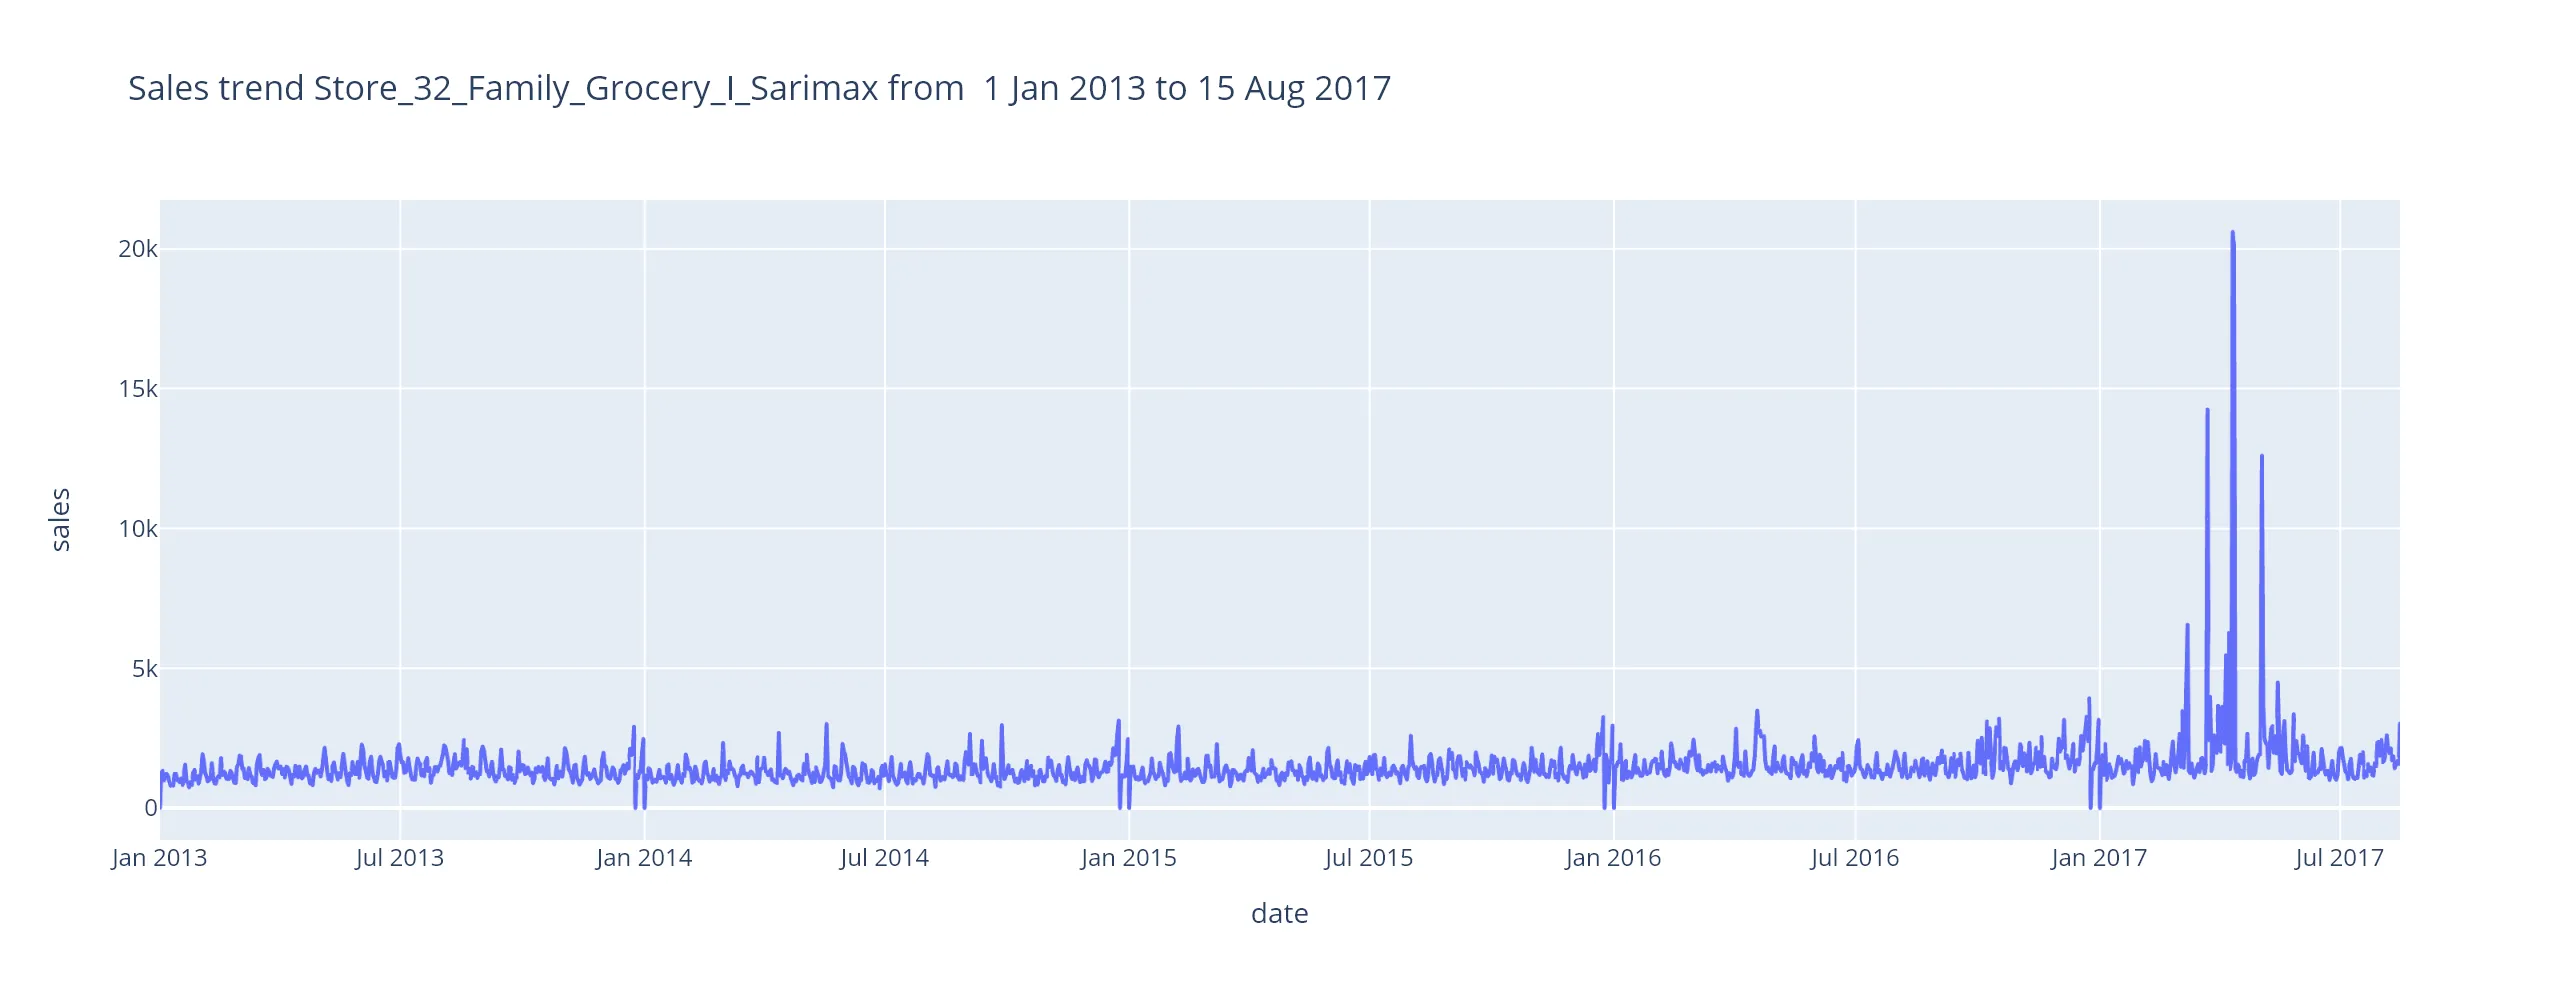 Sales trend Store_32_Family_Grocery_I_Sarimax from  1 Jan 2013 to 15 Aug 2017
20k
15k
10k
5k
0
sales
Jan 2013 Jul 2013 Jan 2014 Jul 2014 Jan 2015 Jul 2015 Jan 2016 Jul 2016 Jan 2017 Jul 2017
date